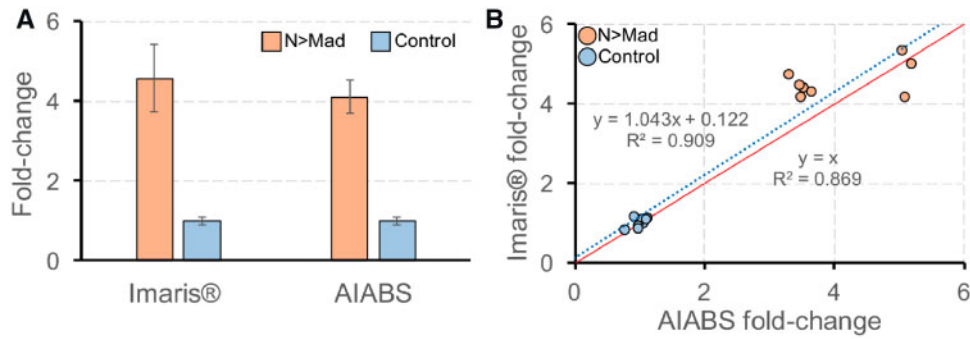 A
Fold-change
6
4
2
0
N>Mad
Control
Imaris®
AIABS
B
Imaris® fold-change
6
4
2
0
N>Mad
Control
y = 1.043x + 0.122
R² = 0.909
y = x
R² = 0.869
0
2
4
6
AIABS fold-change